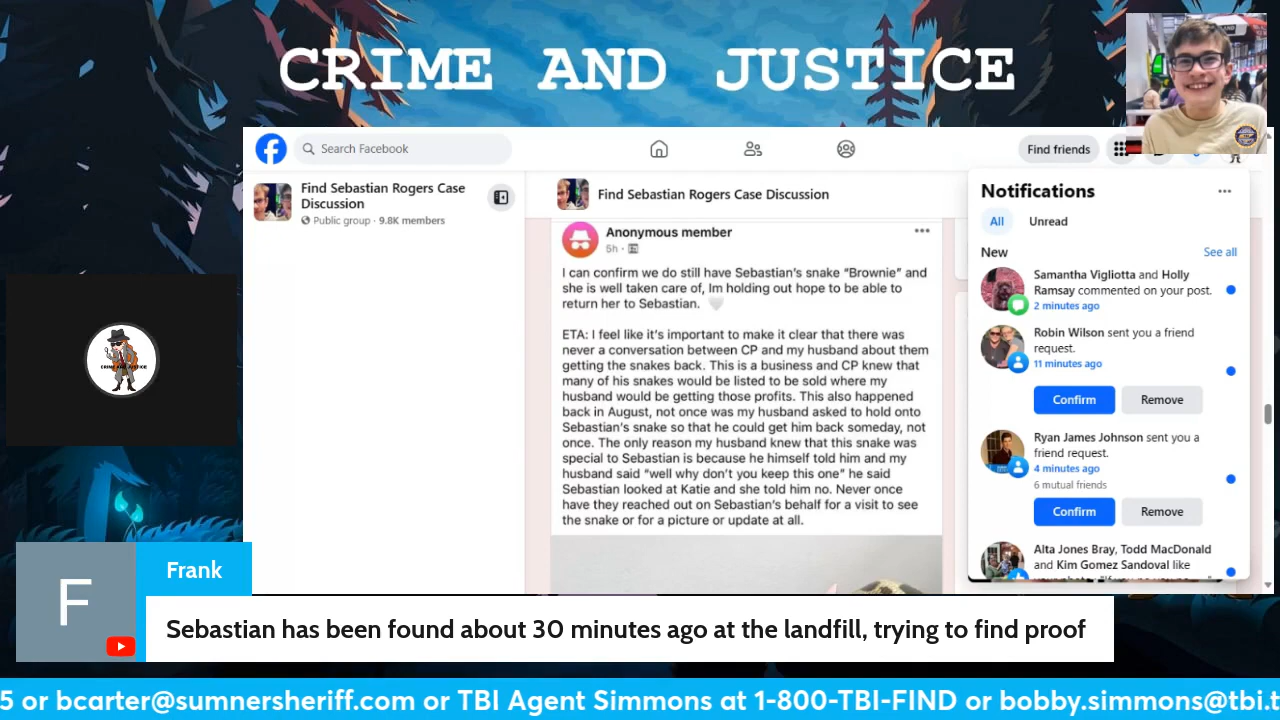 CRIME AND JUSTICE
Search Facebook
Find friends
Find Sebastian Rogers Case
Discussion
Public group · 9.8K members
Find Sebastian Rogers Case Discussion
Anonymous member
5h
I can confirm we do still have Sebastian's snake “Brownie” and
she is well taken care of, Im holding out hope to be able to
return her to Sebastian.
ETA: I feel like it's important to make it clear that there was
never a conversation between CP and my husband about them
getting the snakes back. This is a business and CP knew that
many of his snakes would be listed to be sold where my
husband would be getting those profits. This also happened
back in August, not once was my husband asked to hold onto
Sebastian's snake so that he could get him back someday, not
once. The only reason my husband knew that this snake was
special to Sebastian is because he himself told him and my
husband said “well why don't you keep this one” he said
Sebastian looked at Katie and she told him no. Never once
have they reached out on Sebastian's behalf for a visit to see
the snake or for a picture or update at all.
Notifications
All Unread
New See all
Samantha Vigliotta and Holly
Ramsay commented on your post.
2 minutes ago
Robin Wilson sent you a friend
request.
11 minutes ago
Confirm Remove
Ryan James Johnson sent you a
friend request.
4 minutes ago
6 mutual friends
Confirm Remove
Alta Jones Bray, Todd MacDonald
and Kim Gomez Sandoval like
CRIME AND JUSTICE
F
Frank
Sebastian has been found about 30 minutes ago at the landfill, trying to find proof
5 or bcarter@sumnersheriff.com or TBI Agent Simmons at 1-800-TBI-FIND or bobby.simmons@tbi.t